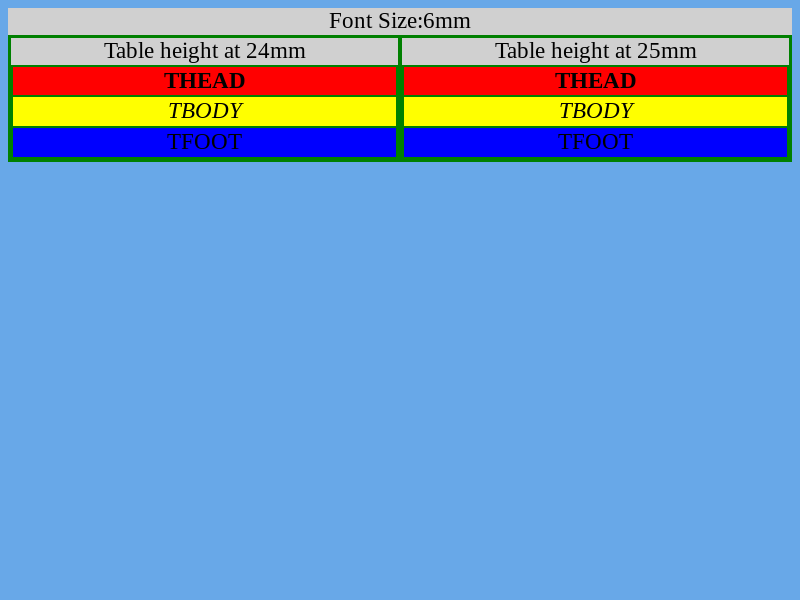 Font Size:6mm
Table height at 24mm Table height at 25mm
THEAD THEAD
TBODY TBODY
TFOOT TFOOT